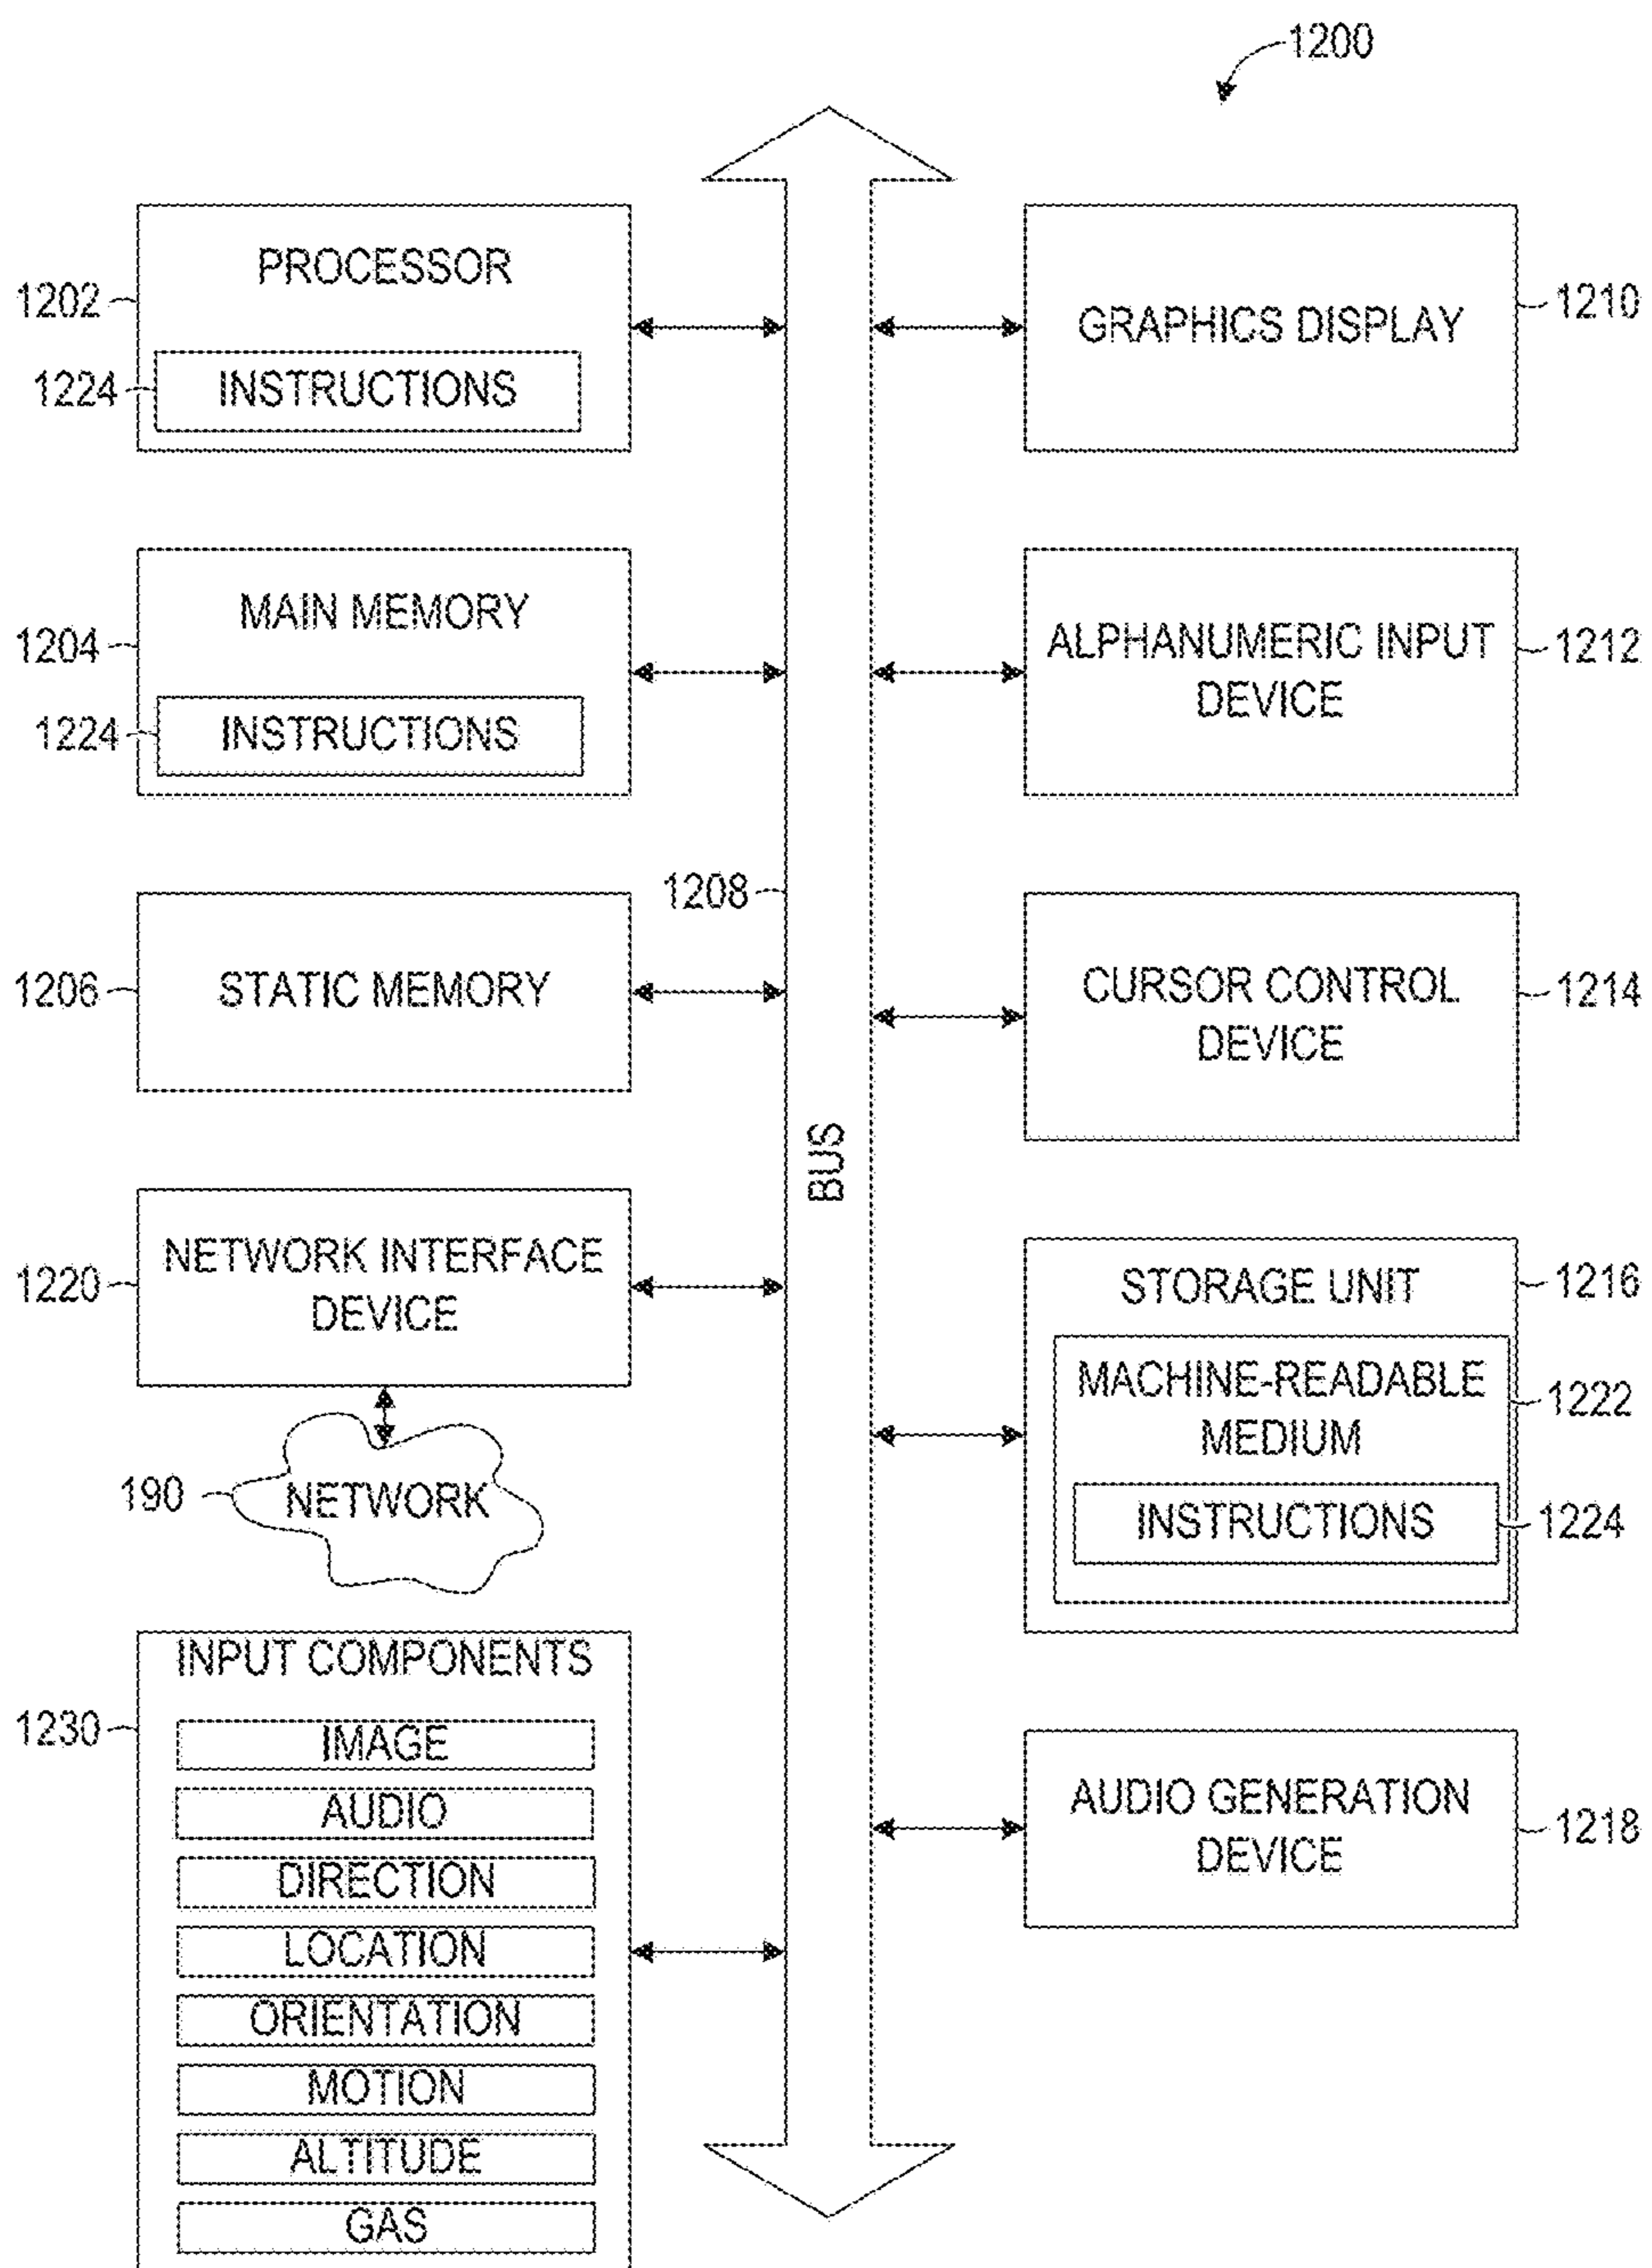 1200
PROCESSOR
1202
1224
INSTRUCTIONS
MAIN MEMORY
1204
1224
INSTRUCTIONS
1208
1206
STATIC MEMORY
BUS
1220
NETWORK INTERFACE
DEVICE
190
NETWORK
INPUT COMPONENTS
1230
IMAGE
AUDIO
DIRECTION
LOCATION
ORIENTATION
MOTION
ALTITUDE
GAS
GRAPHICS DISPLAY
1210
ALPHANUMERIC INPUT
DEVICE
1212
CURSOR CONTROL
DEVICE
1214
STORAGE UNIT
1216
MACHINE-READABLE
MEDIUM
1222
INSTRUCTIONS
1224
AUDIO GENERATION
DEVICE
1218